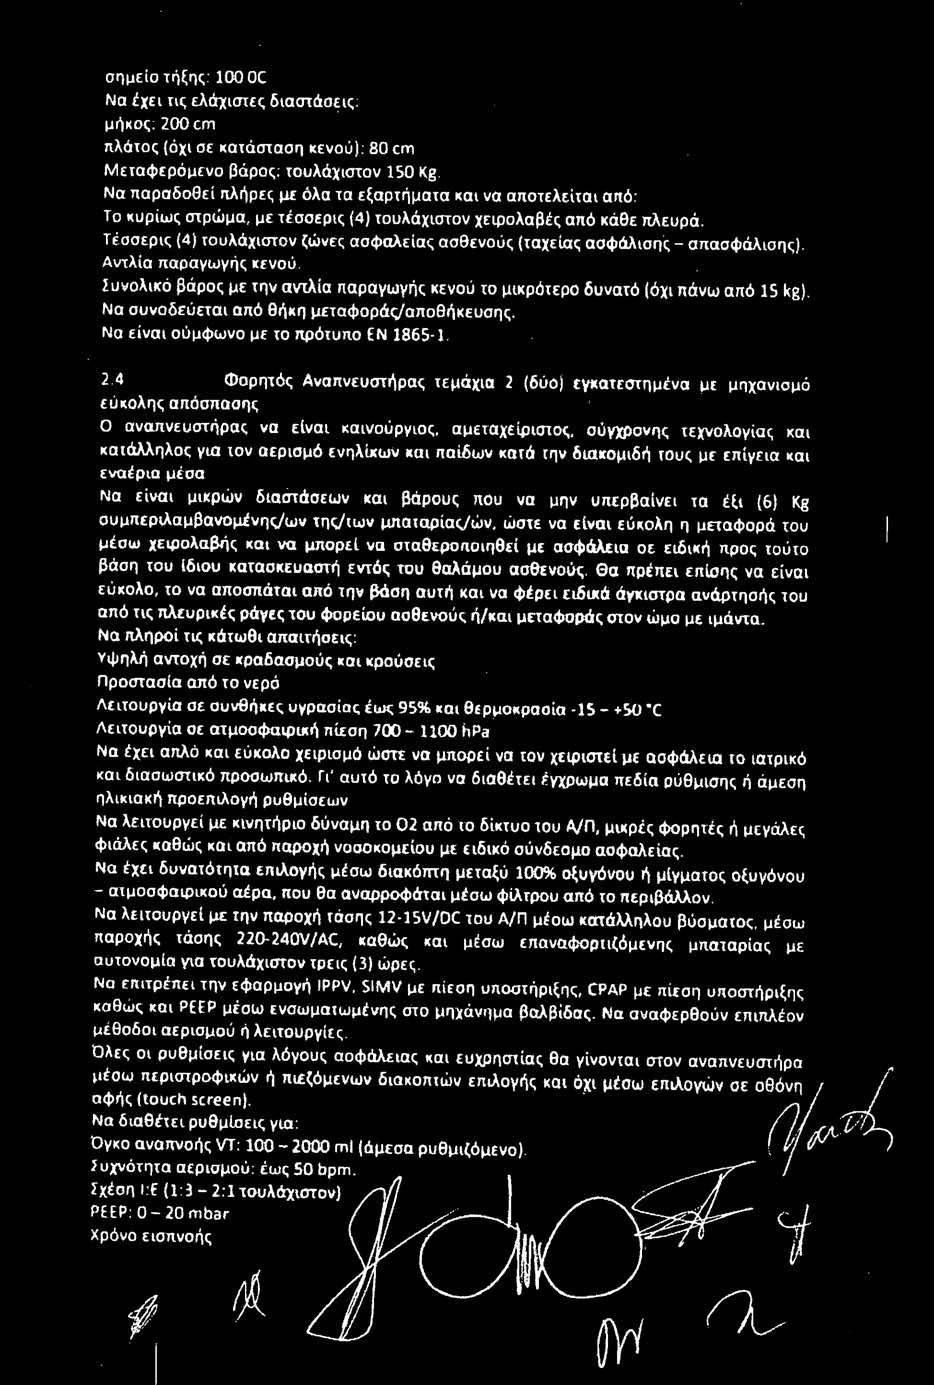 σημείο τήξης: 100 0C
Να έχει τις ελάχιστες διαστάσεις:
μήκος: 200 cm
πλάτος (όχι σε κατάσταση κενού): 80 cm
Μεταφερόμενο βάρος: τουλάχιστον 150 Kg.
Να παραδοθεί πλήρες με όλα τα εξαρτήματα και να αποτελείται από:
Το κυρίως στρώμα, με τέσσερις (4) τουλάχιστον χειρολαβές από κάθε πλευρά.
Τέσσερις (4) τουλάχιστον ζώνες ασφαλείας ασθενούς (ταχείας ασφάλισης – απασφάλισης).
Αντλία παραγωγής κενού.
Συνολικό βάρος με την αντλία παραγωγής κενού το μικρότερο δυνατό (όχι πάνω από 15 kg).
Να συνοδεύεται από θήκη μεταφοράς/αποθήκευσης.
Να είναι σύμφωνο με το πρότυπο EN 1865-1.
2.4 Φορητός Αναπνευστήρας τεμάχια 2 (δύο) εγκατεστημένα με μηχανισμό
εύκολης απόσπασης
Ο αναπνευστήρας να είναι καινούργιος, αμεταχείριστος, σύγχρονης τεχνολογίας και
κατάλληλος για τον αερισμό ενηλίκων και παίδων κατά την διακομιδή τους με επίγεια και
εναέρια μέσα
Να είναι μικρών διαστάσεων και βάρους που να μην υπερβαίνει τα έξι (6) Kg
συμπεριλαμβανομένης/ων της/των μπαταρίας/ών, ώστε να είναι εύκολη η μεταφορά του
μέσω χειρολαβής και να μπορεί να σταθεροποιηθεί με ασφάλεια σε ειδική προς τούτο
βάση του ίδιου κατασκευαστή εντός του θαλάμου ασθενούς. Θα πρέπει επίσης να είναι
εύκολο, το να αποσπάται από την βάση αυτή και να φέρει ειδικά άγκιστρα ανάρτησής του
από τις πλευρικές ράγες του φορείου ασθενούς ή/και μεταφοράς στον ώμο με ιμάντα.
Να πληροί τις κάτωθι απαιτήσεις:
Υψηλή αντοχή σε κραδασμούς και κρούσεις
Προστασία από το νερό
Λειτουργία σε συνθήκες υγρασίας έως 95% και θερμοκρασία -15 – +50 °C
Λειτουργία σε ατμοσφαιρική πίεση 700 – 1100 hPa
Να έχει απλό και εύκολο χειρισμό ώστε να μπορεί να τον χειριστεί με ασφάλεια το ιατρικό
και διασωστικό προσωπικό. Γι' αυτό το λόγο να διαθέτει έγχρωμα πεδία ρύθμισης ή άμεση
ηλικιακή προεπιλογή ρυθμίσεων
Να λειτουργεί με κινητήριο δύναμη το O2 από το δίκτυο του Α/Π, μικρές φορητές ή μεγάλες
φιάλες καθώς και από παροχή νοσοκομείου με ειδικό σύνδεσμο ασφαλείας.
Να έχει δυνατότητα επιλογής μέσω διακόπτη μεταξύ 100% οξυγόνου ή μίγματος οξυγόνου
– ατμοσφαιρικού αέρα, που θα αναρροφάται μέσω φίλτρου από το περιβάλλον.
Να λειτουργεί με την παροχή τάσης 12-15V/DC του Α/Π μέσω κατάλληλου βύσματος, μέσω
παροχής τάσης 220-240V/AC, καθώς και μέσω επαναφορτιζόμενης μπαταρίας με
αυτονομία για τουλάχιστον τρεις (3) ώρες.
Να επιτρέπει την εφαρμογή IPPV, SIMV με πίεση υποστήριξης, CPAP με πίεση υποστήριξης
καθώς και PEEP μέσω ενσωματωμένης στο μηχάνημα βαλβίδας. Να αναφερθούν επιπλέον
μέθοδοι αερισμού ή λειτουργίες.
Όλες οι ρυθμίσεις για λόγους ασφάλειας και ευχρηστίας θα γίνονται στον αναπνευστήρα
μέσω περιστροφικών ή πιεζόμενων διακοπτών επιλογής και όχι μέσω επιλογών σε οθόνη
αφής (touch screen).
Να διαθέτει ρυθμίσεις για:
Όγκο αναπνοής VT: 100 – 2000 ml (άμεσα ρυθμιζόμενο).
Συχνότητα αερισμού: έως 50 bpm.
Σχέση I:E (1:3 – 2:1 τουλάχιστον)
PEEP: 0 – 20 mbar
Χρόνο εισπνοής